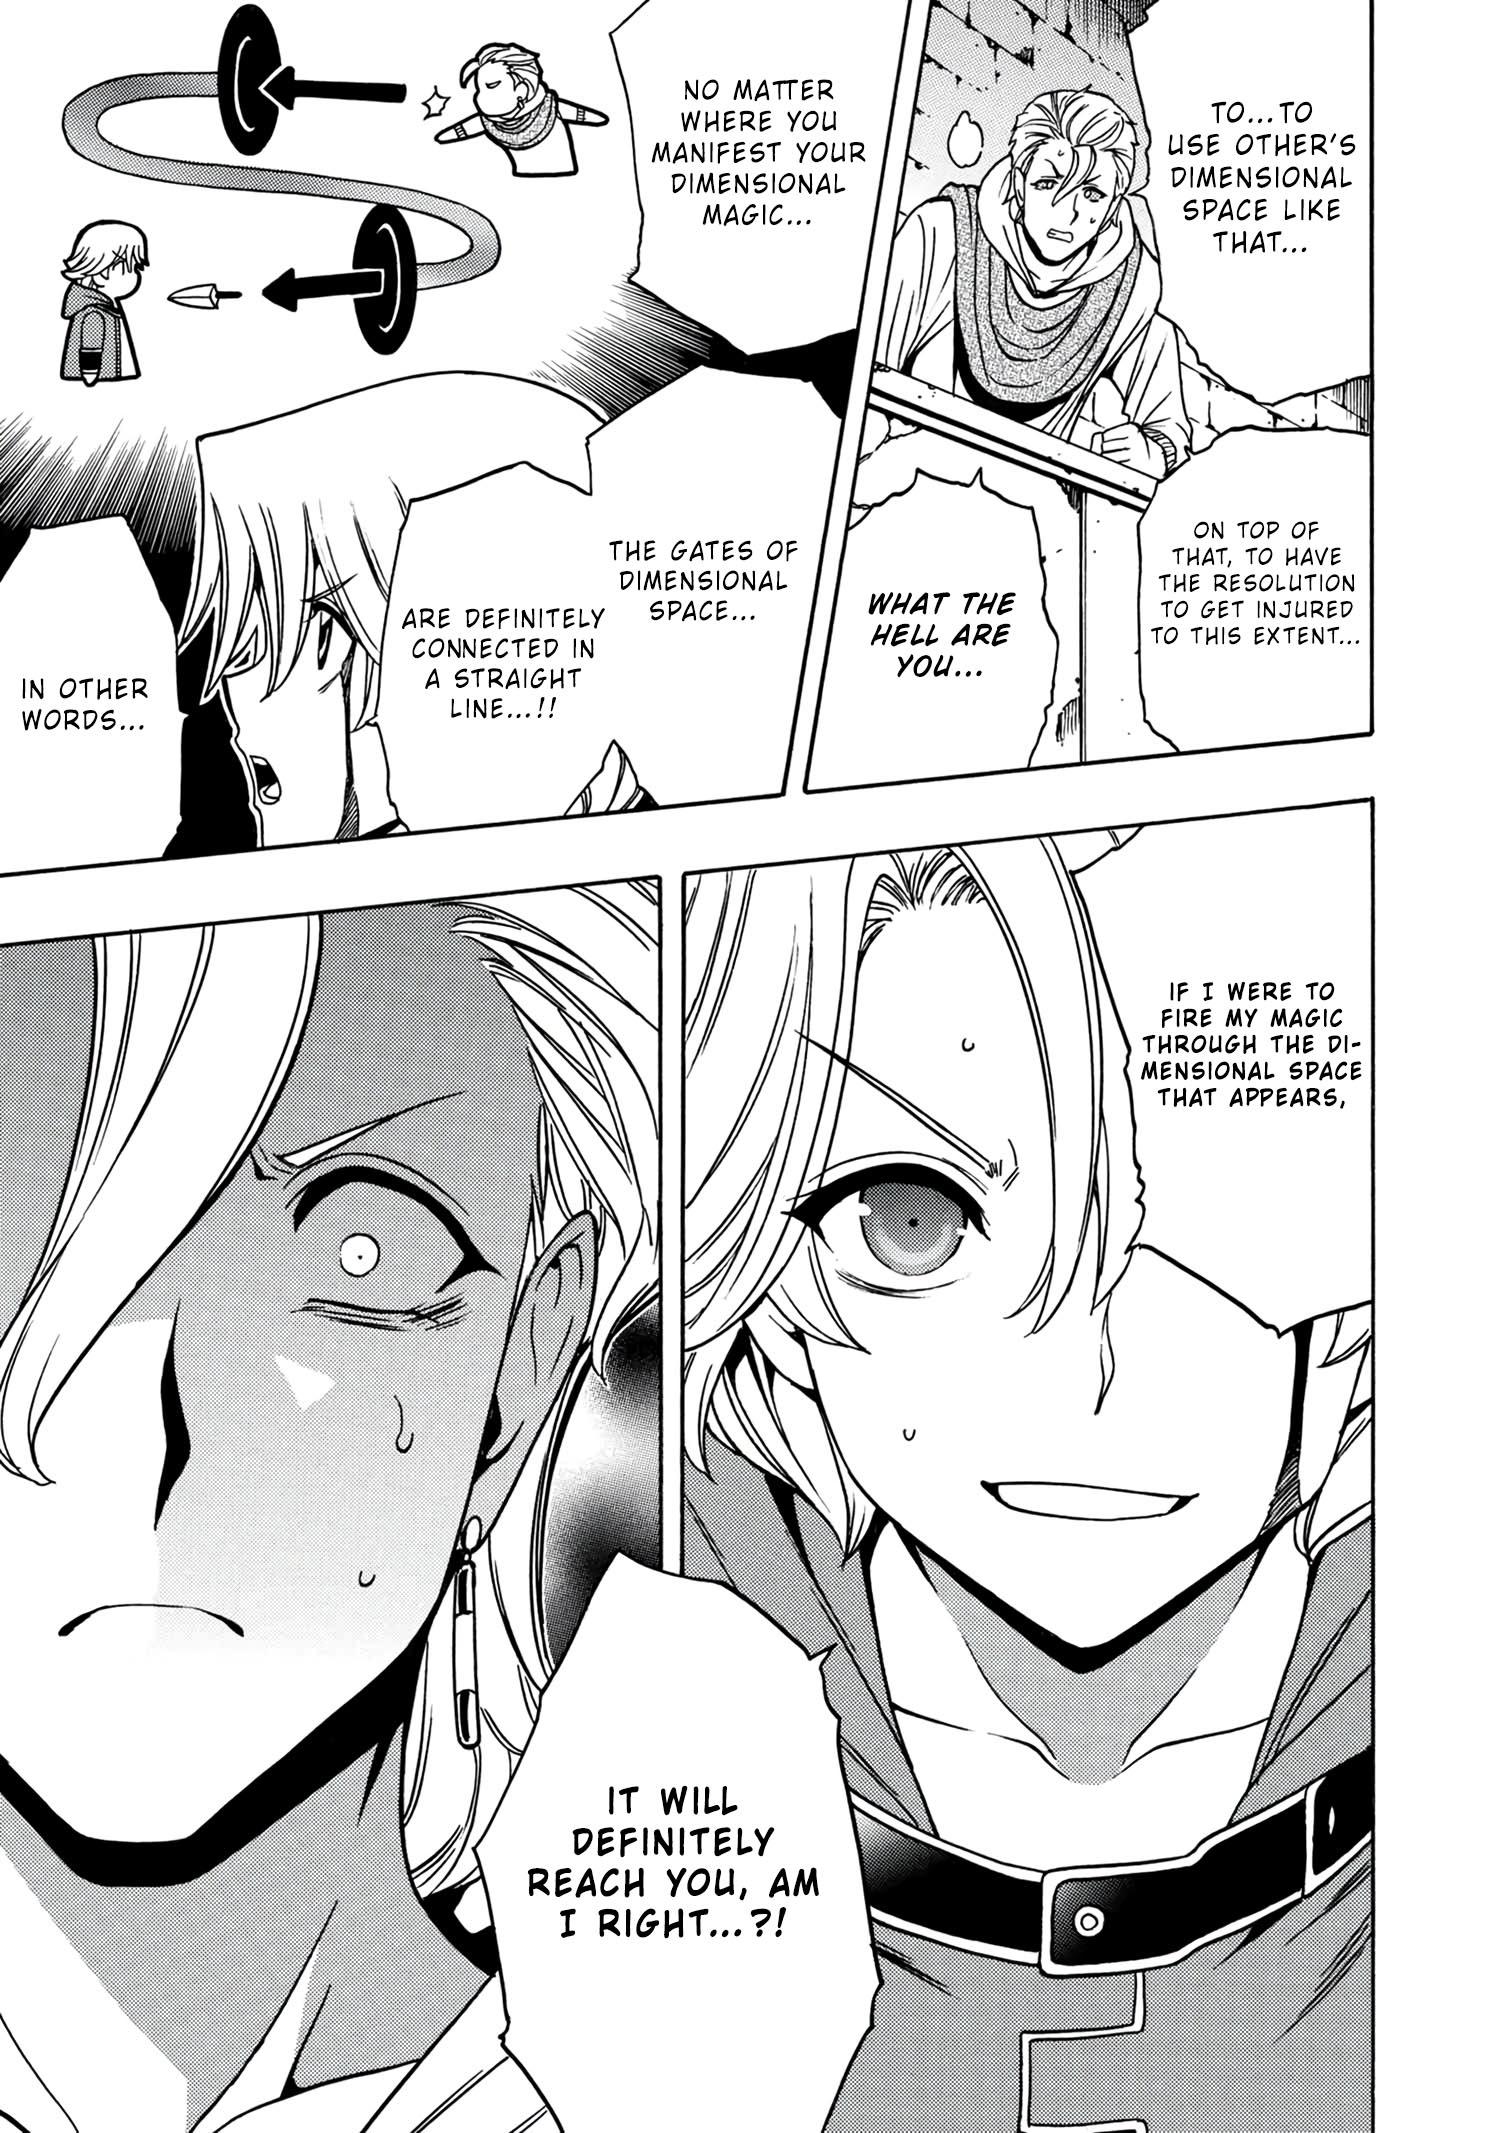 TO...TO
USE OTHER'S
DIMENSIONAL
SPACE LIKE
THAT...
ON TOP OF
THAT, TO HAVE
THE RESOLUTION
TO GET INJURED
TO THIS EXTENT...
WHAT THE
HELL ARE
YOU...
NO MATTER
WHERE YOU
MANIFEST YOUR
DIMENSIONAL
MAGIC...
THE GATES OF
DIMENSIONAL
SPACE...
ARE DEFINITELY
CONNECTED IN
A STRAIGHT
LINE...!!
IN OTHER
WORDS...
IF I WERE TO
FIRE MY MAGIC
THROUGH THE DI-
MENSIONAL SPACE
THAT APPEARS,
IT WILL
DEFINITELY
REACH YOU, AM
I RIGHT...?!